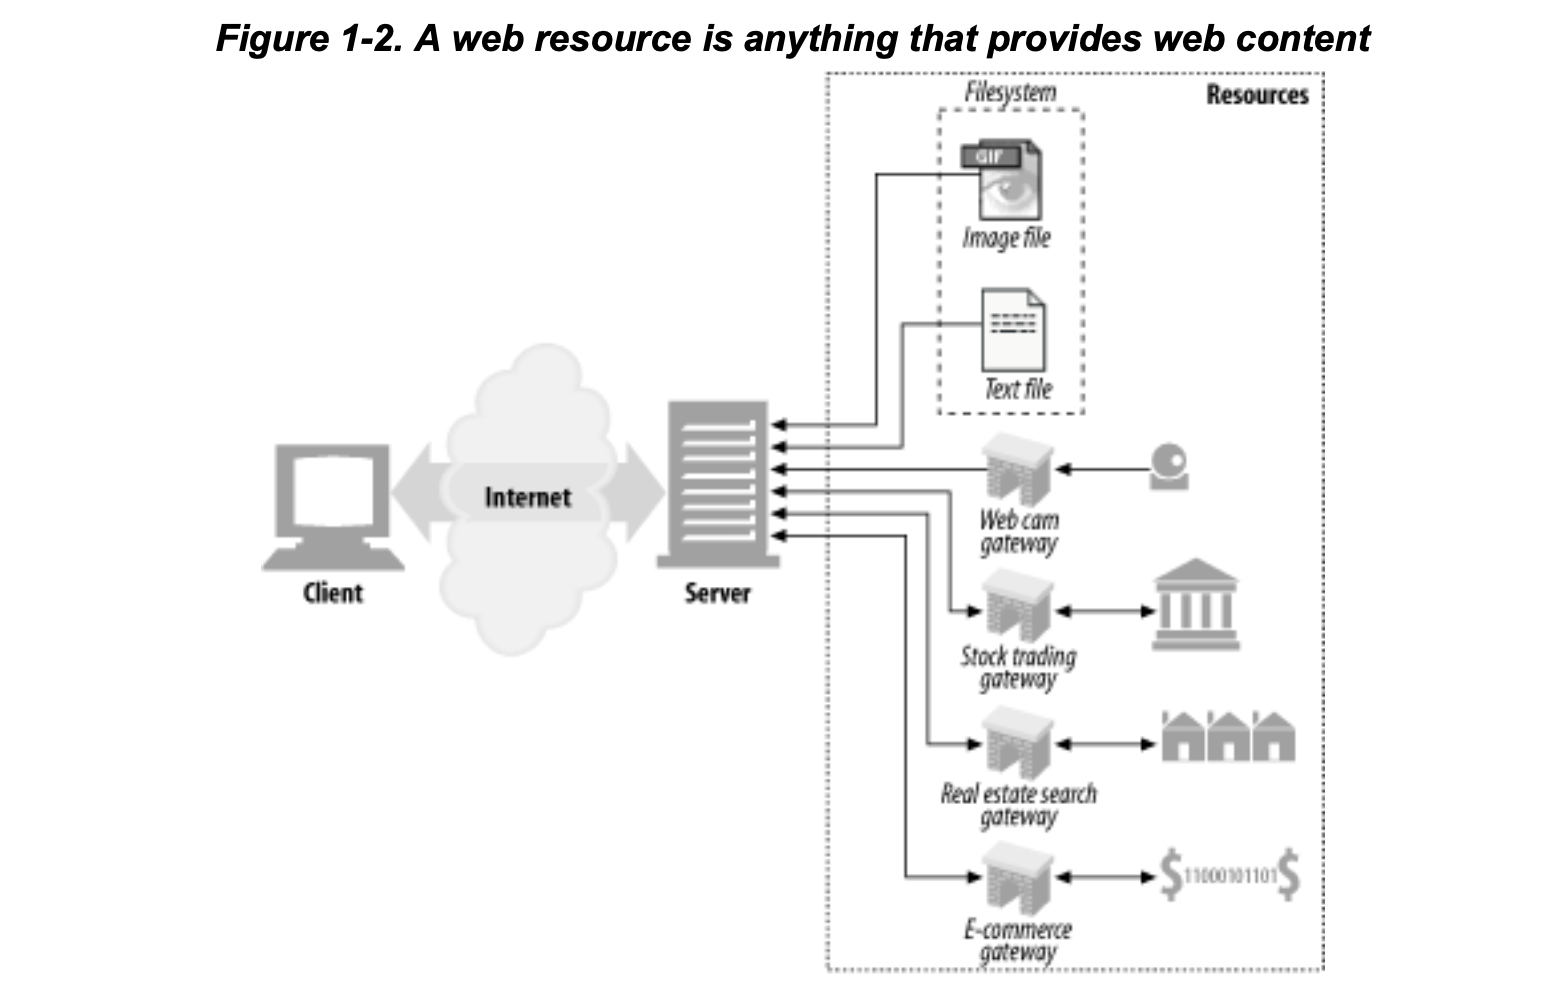 Figure 1-2. A web resource is anything that provides web content
Filesystem
Resources
GIF
Image file
Text file
Internet
Client
Server
Web cam
gateway
Stock trading
gateway
Real estate search
gateway
$11000101101$
E-commerce
gateway